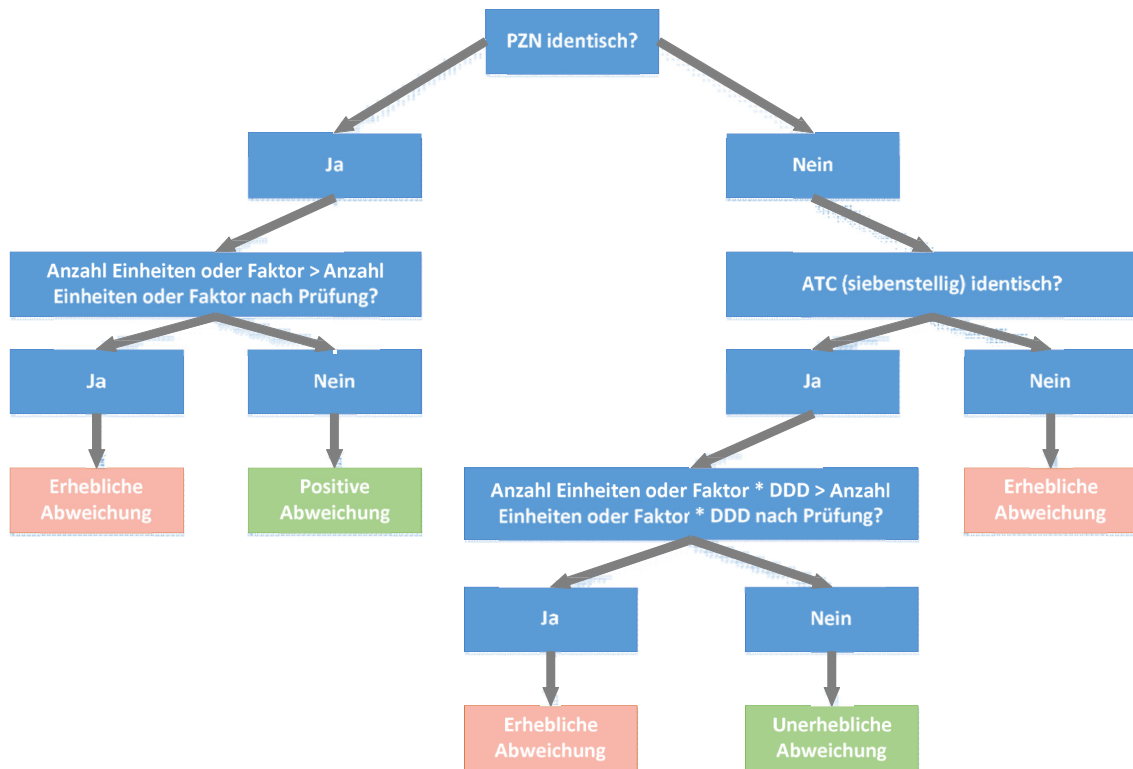 PZN identisch?
Ja
Nein
Anzahl Einheiten oder Faktor > Anzahl
Einheiten oder Faktor nach Prüfung?
ATC (siebenstellig) identisch?
Ja
Nein
Ja
Nein
Erhebliche
Abweichung
Positive
Abweichung
Anzahl Einheiten oder Faktor * DDD > Anzahl
Einheiten oder Faktor * DDD nach Prüfung?
Erhebliche
Abweichung
Ja
Nein
Erhebliche
Abweichung
Unerhebliche
Abweichung